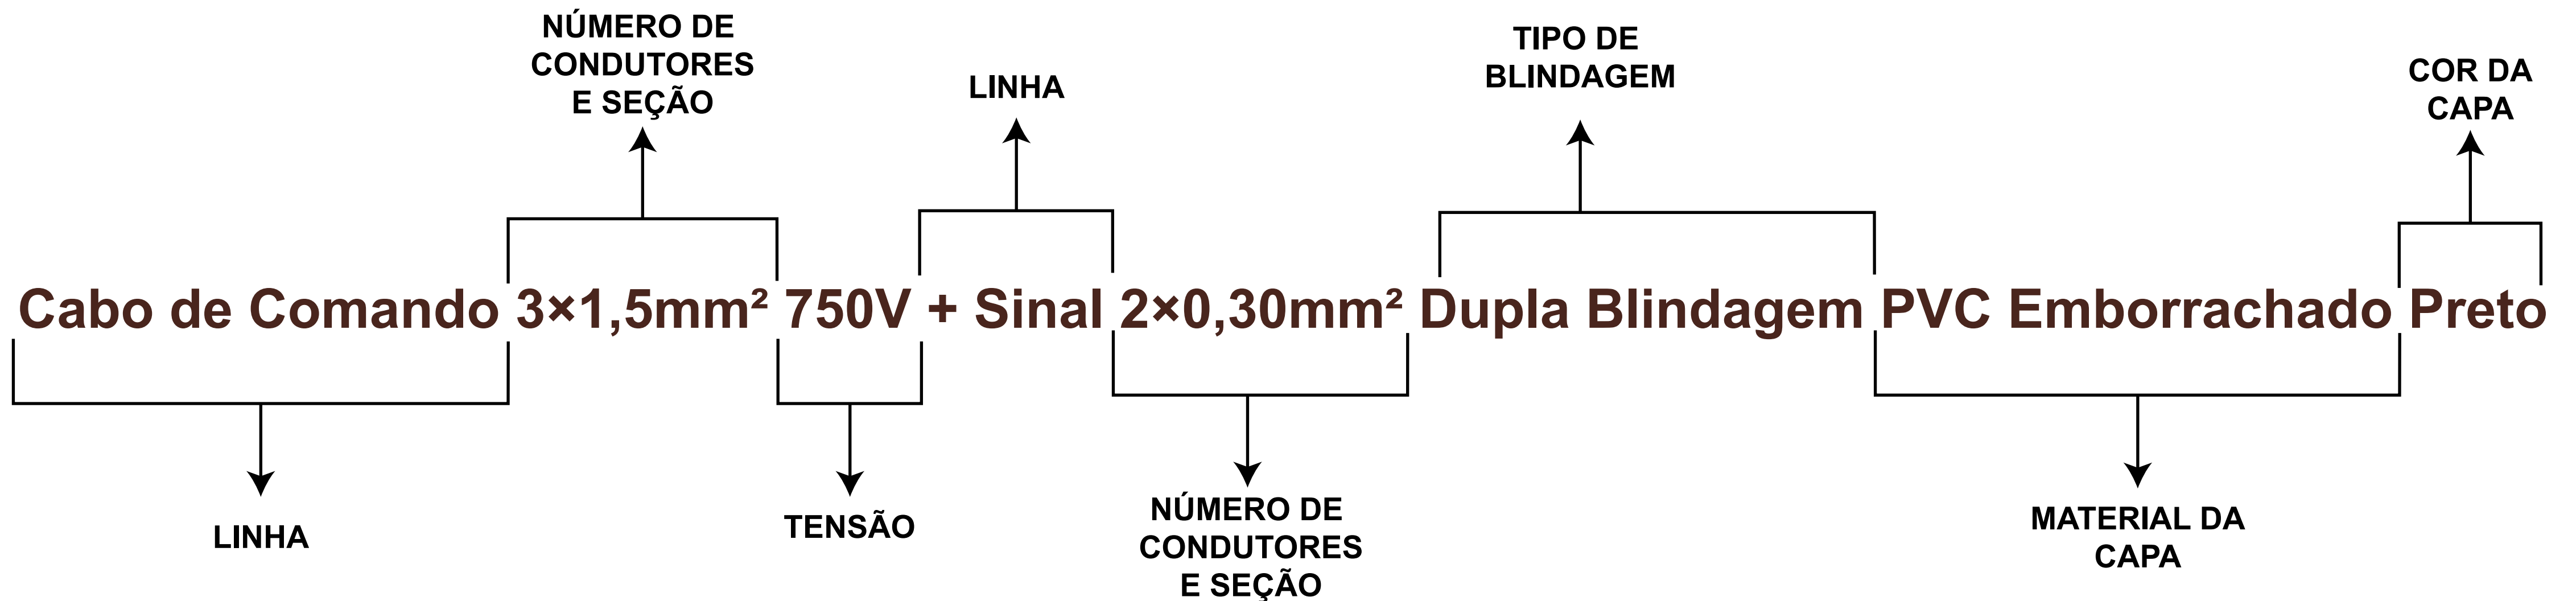 NÚMERO DE
CONDUTORES
E SEÇÃO
LINHA
TIPO DE
BLINDAGEM
COR DA
CAPA
Cabo de Comando 3×1,5mm² 750V + Sinal 2×0,30mm² Dupla Blindagem PVC Emborrachado Preto
LINHA
TENSÃO
NÚMERO DE
CONDUTORES
E SEÇÃO
MATERIAL DA
CAPA